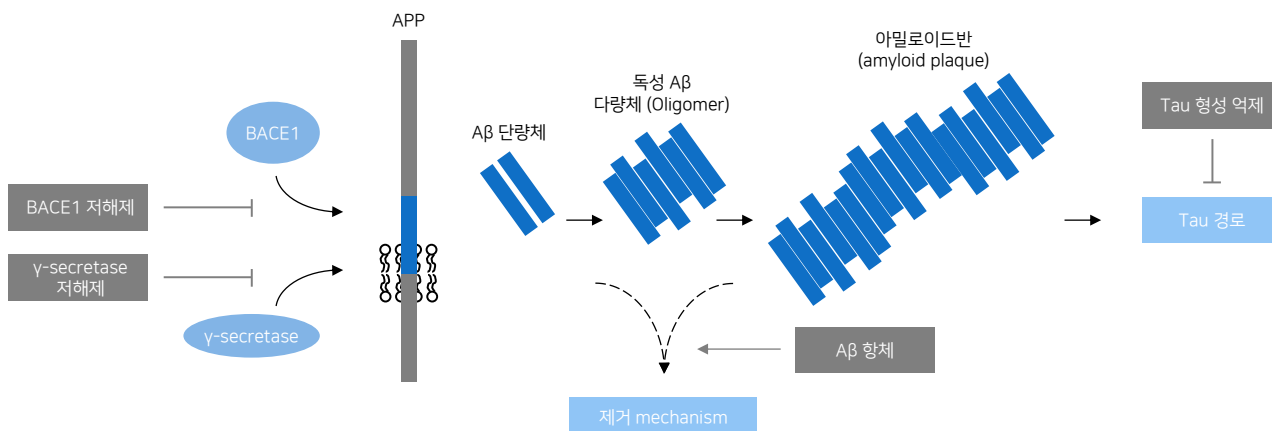 APP
BACE1
BACE1 저해제
γ-secretase
저해제
γ-secretase
Aβ 단량체
독성 Aβ
다량체 (Oligomer)
아밀로이드반
(amyloid plaque)
Aβ 항체
제거 mechanism
Tau 형성 억제
Tau 경로